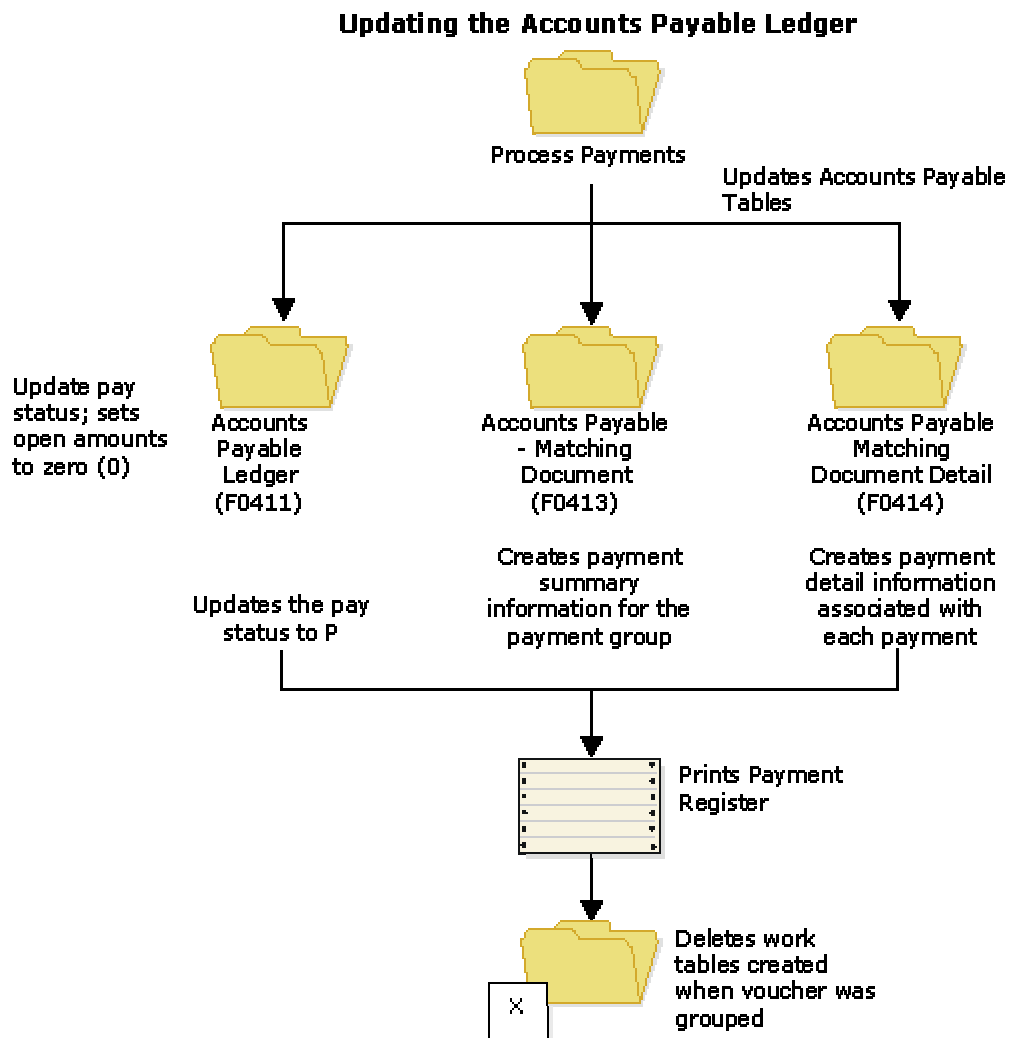 Updating the Accounts Payable Ledger
Process Payments
Updates Accounts Payable
Tables
Update pay
status; sets
open amounts
to zero (0)
Accounts
Payable
Ledger
(F0411)
Accounts Payable
- Matching
Document
(F0413)
Accounts Payable
Matching
Document Detail
(F0414)
Updates the pay
status to P
Creates payment
summary
information for the
payment group
Creates payment
detail information
associated with
each payment
Prints Payment
Register
Deletes work
tables created
when voucher was
grouped
X